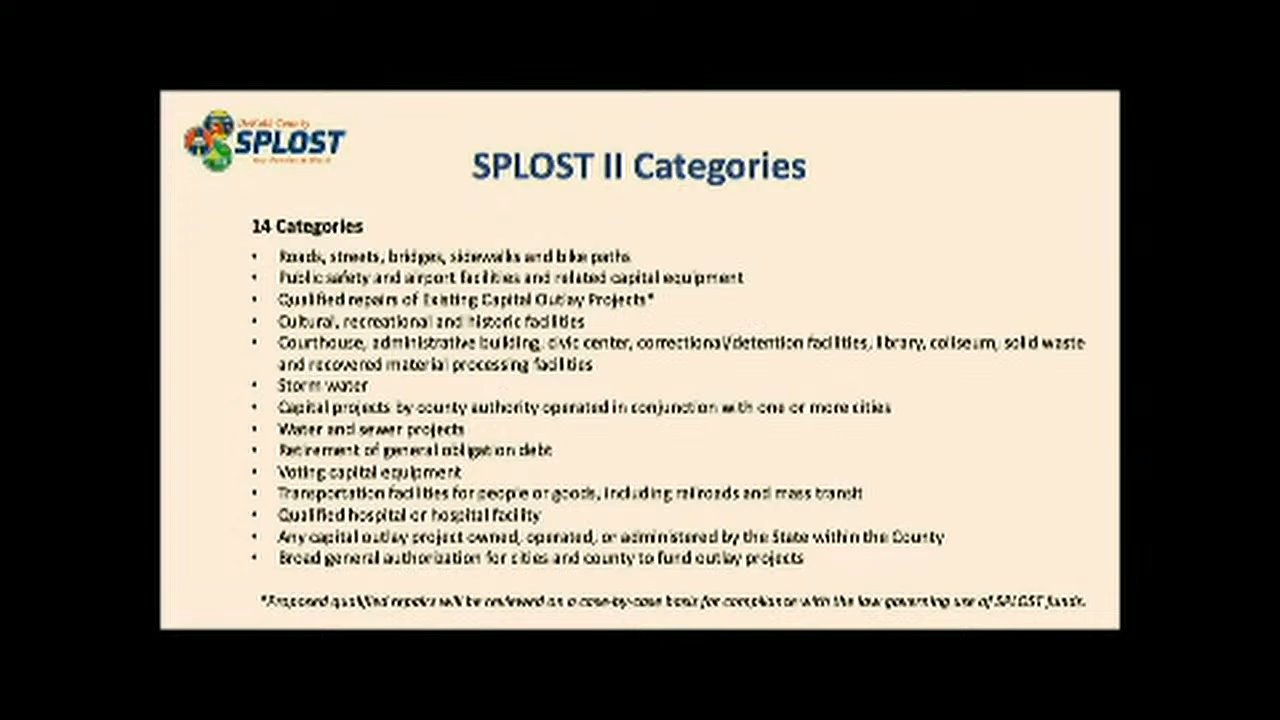 DeKalb County
SPLOST
SPLOST II Categories
14 Categories
• Roads, streets, bridges, sidewalks and bike paths
• Public safety and airport facilities and related capital equipment
• Qualified repairs of Existing Capital Outlay Projects*
• Cultural, recreational and historic facilities
• Courthouse, administrative building, civic center, correctional/detention facilities, library, coliseum, solid waste
and recovered material processing facilities
• Storm water
• Capital projects by county authority operated in conjunction with one or more cities
• Water and sewer projects
• Retirement of general obligation debt
• Voting capital equipment
• Transportation facilities for people or goods, including railroads and mass transit
• Qualified hospital or hospital facility
• Any capital outlay project owned, operated, or administered by the State within the County
• Broad general authorization for cities and county to fund outlay projects
*Proposed qualified repairs will be reviewed on a case-by-case basis for compliance with the law governing use of SPLOST funds.